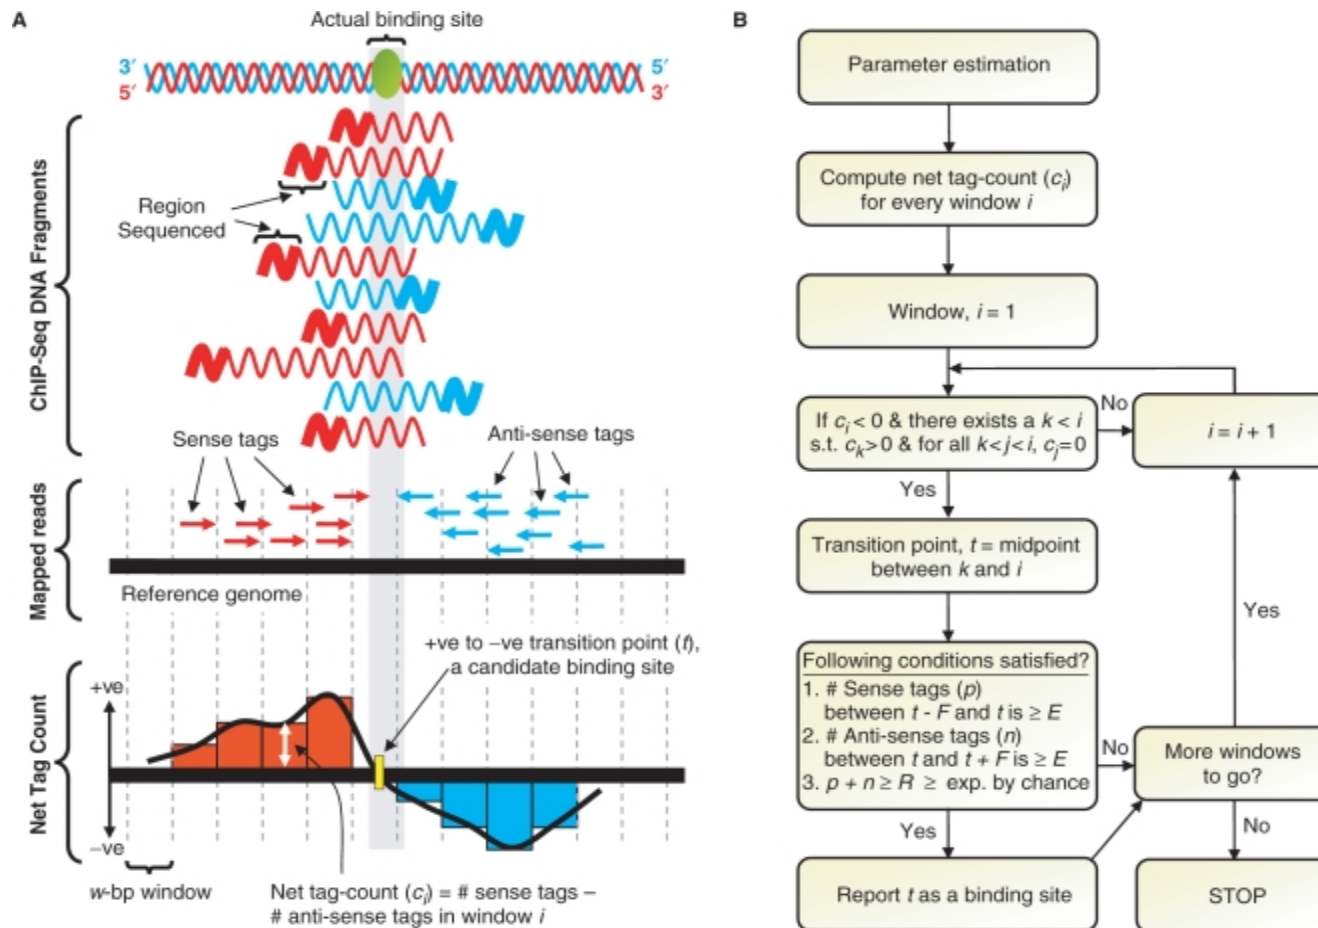 A
Actual binding site
3′
5′
5′
3′
ChIP-Seq DNA Fragments
Region
Sequenced
Sense tags
Anti-sense tags
Mapped reads
Reference genome
+ve to –ve transition point (t),
a candidate binding site
Net Tag Count
+ve
–ve
w-bp window
Net tag-count (ci) = # sense tags –
# anti-sense tags in window i
B
Parameter estimation
Compute net tag-count (ci)
for every window i
Window, i = 1
If ci < 0 & there exists a k < i
s.t. ck>0 & for all k<j<i, cj=0
No
i = i + 1
Yes
Transition point, t = midpoint
between k and i
Following conditions satisfied?
1. # Sense tags (p)
between t - F and t is ≥ E
2. # Anti-sense tags (n)
between t and t + F is ≥ E
3. p + n ≥ R ≥ exp. by chance
No
More windows
to go?
Yes
Yes
No
Report t as a binding site
STOP